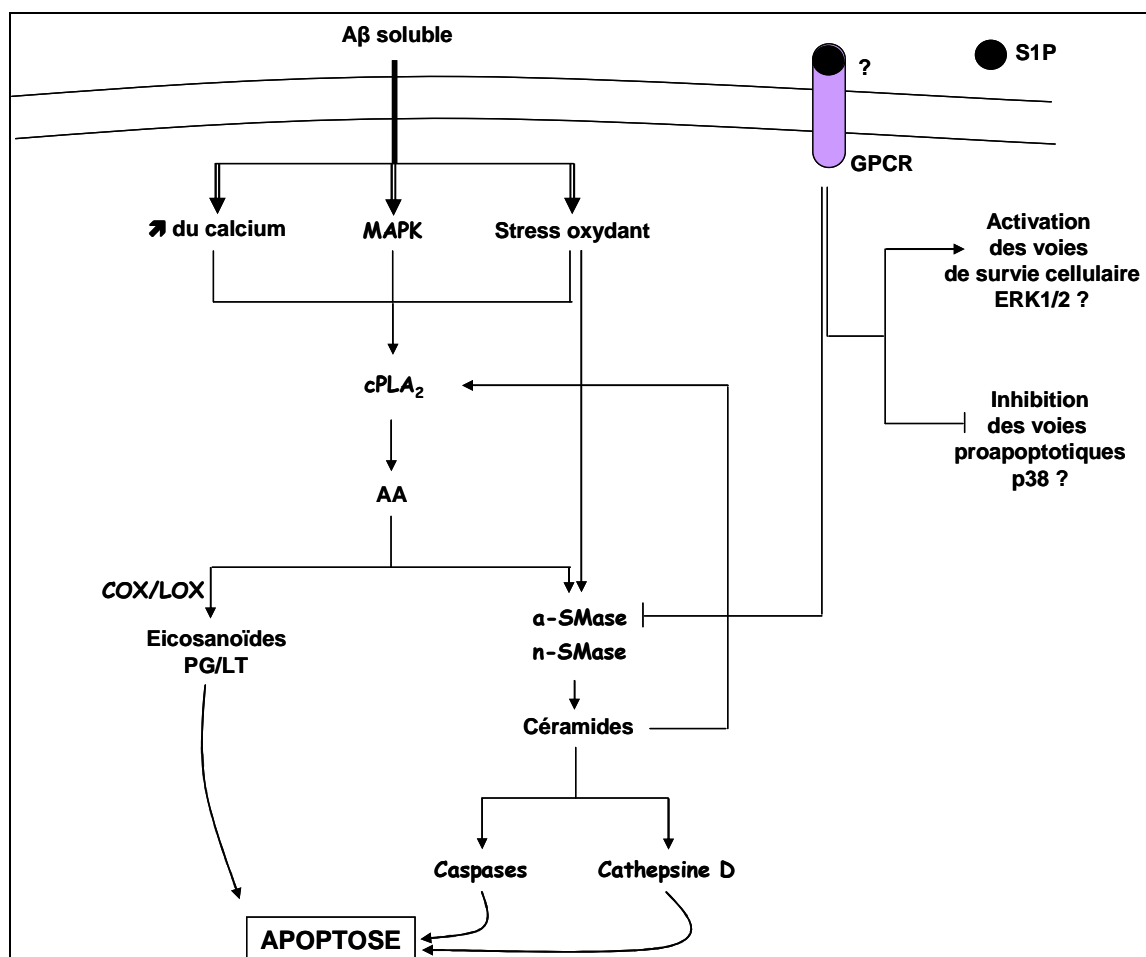 Aβ soluble
S1P
?
GPCR
➚ du calcium
MAPK
Stress oxydant
Activation
des voies
de survie cellulaire
ERK1/2 ?
cPLA₂
Inhibition
des voies
proapoptotiques
p38 ?
AA
COX/LOX
Eicosanoïdes
PG/LT
a-SMase
n-SMase
Céramides
Caspases
Cathepsine D
APOPTOSE